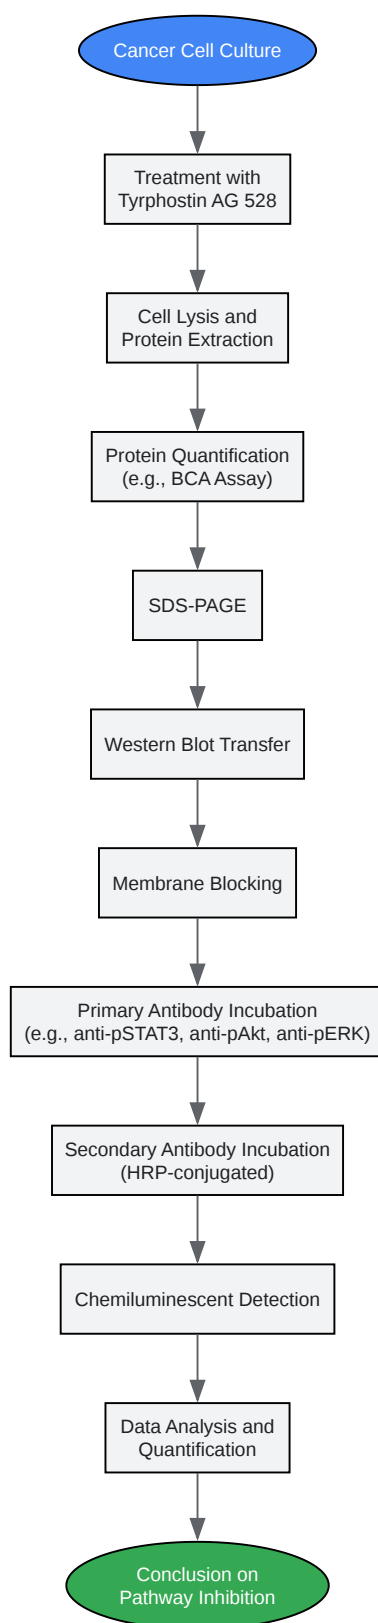 Cancer Cell Culture
Treatment with
Tyrphostin AG 528
Cell Lysis and
Protein Extraction
Protein Quantification
(e.g., BCA Assay)
SDS-PAGE
Western Blot Transfer
Membrane Blocking
Primary Antibody Incubation
(e.g., anti-pSTAT3, anti-pAkt, anti-pERK)
Secondary Antibody Incubation
(HRP-conjugated)
Chemiluminescent Detection
Data Analysis and
Quantification
Conclusion on
Pathway Inhibition